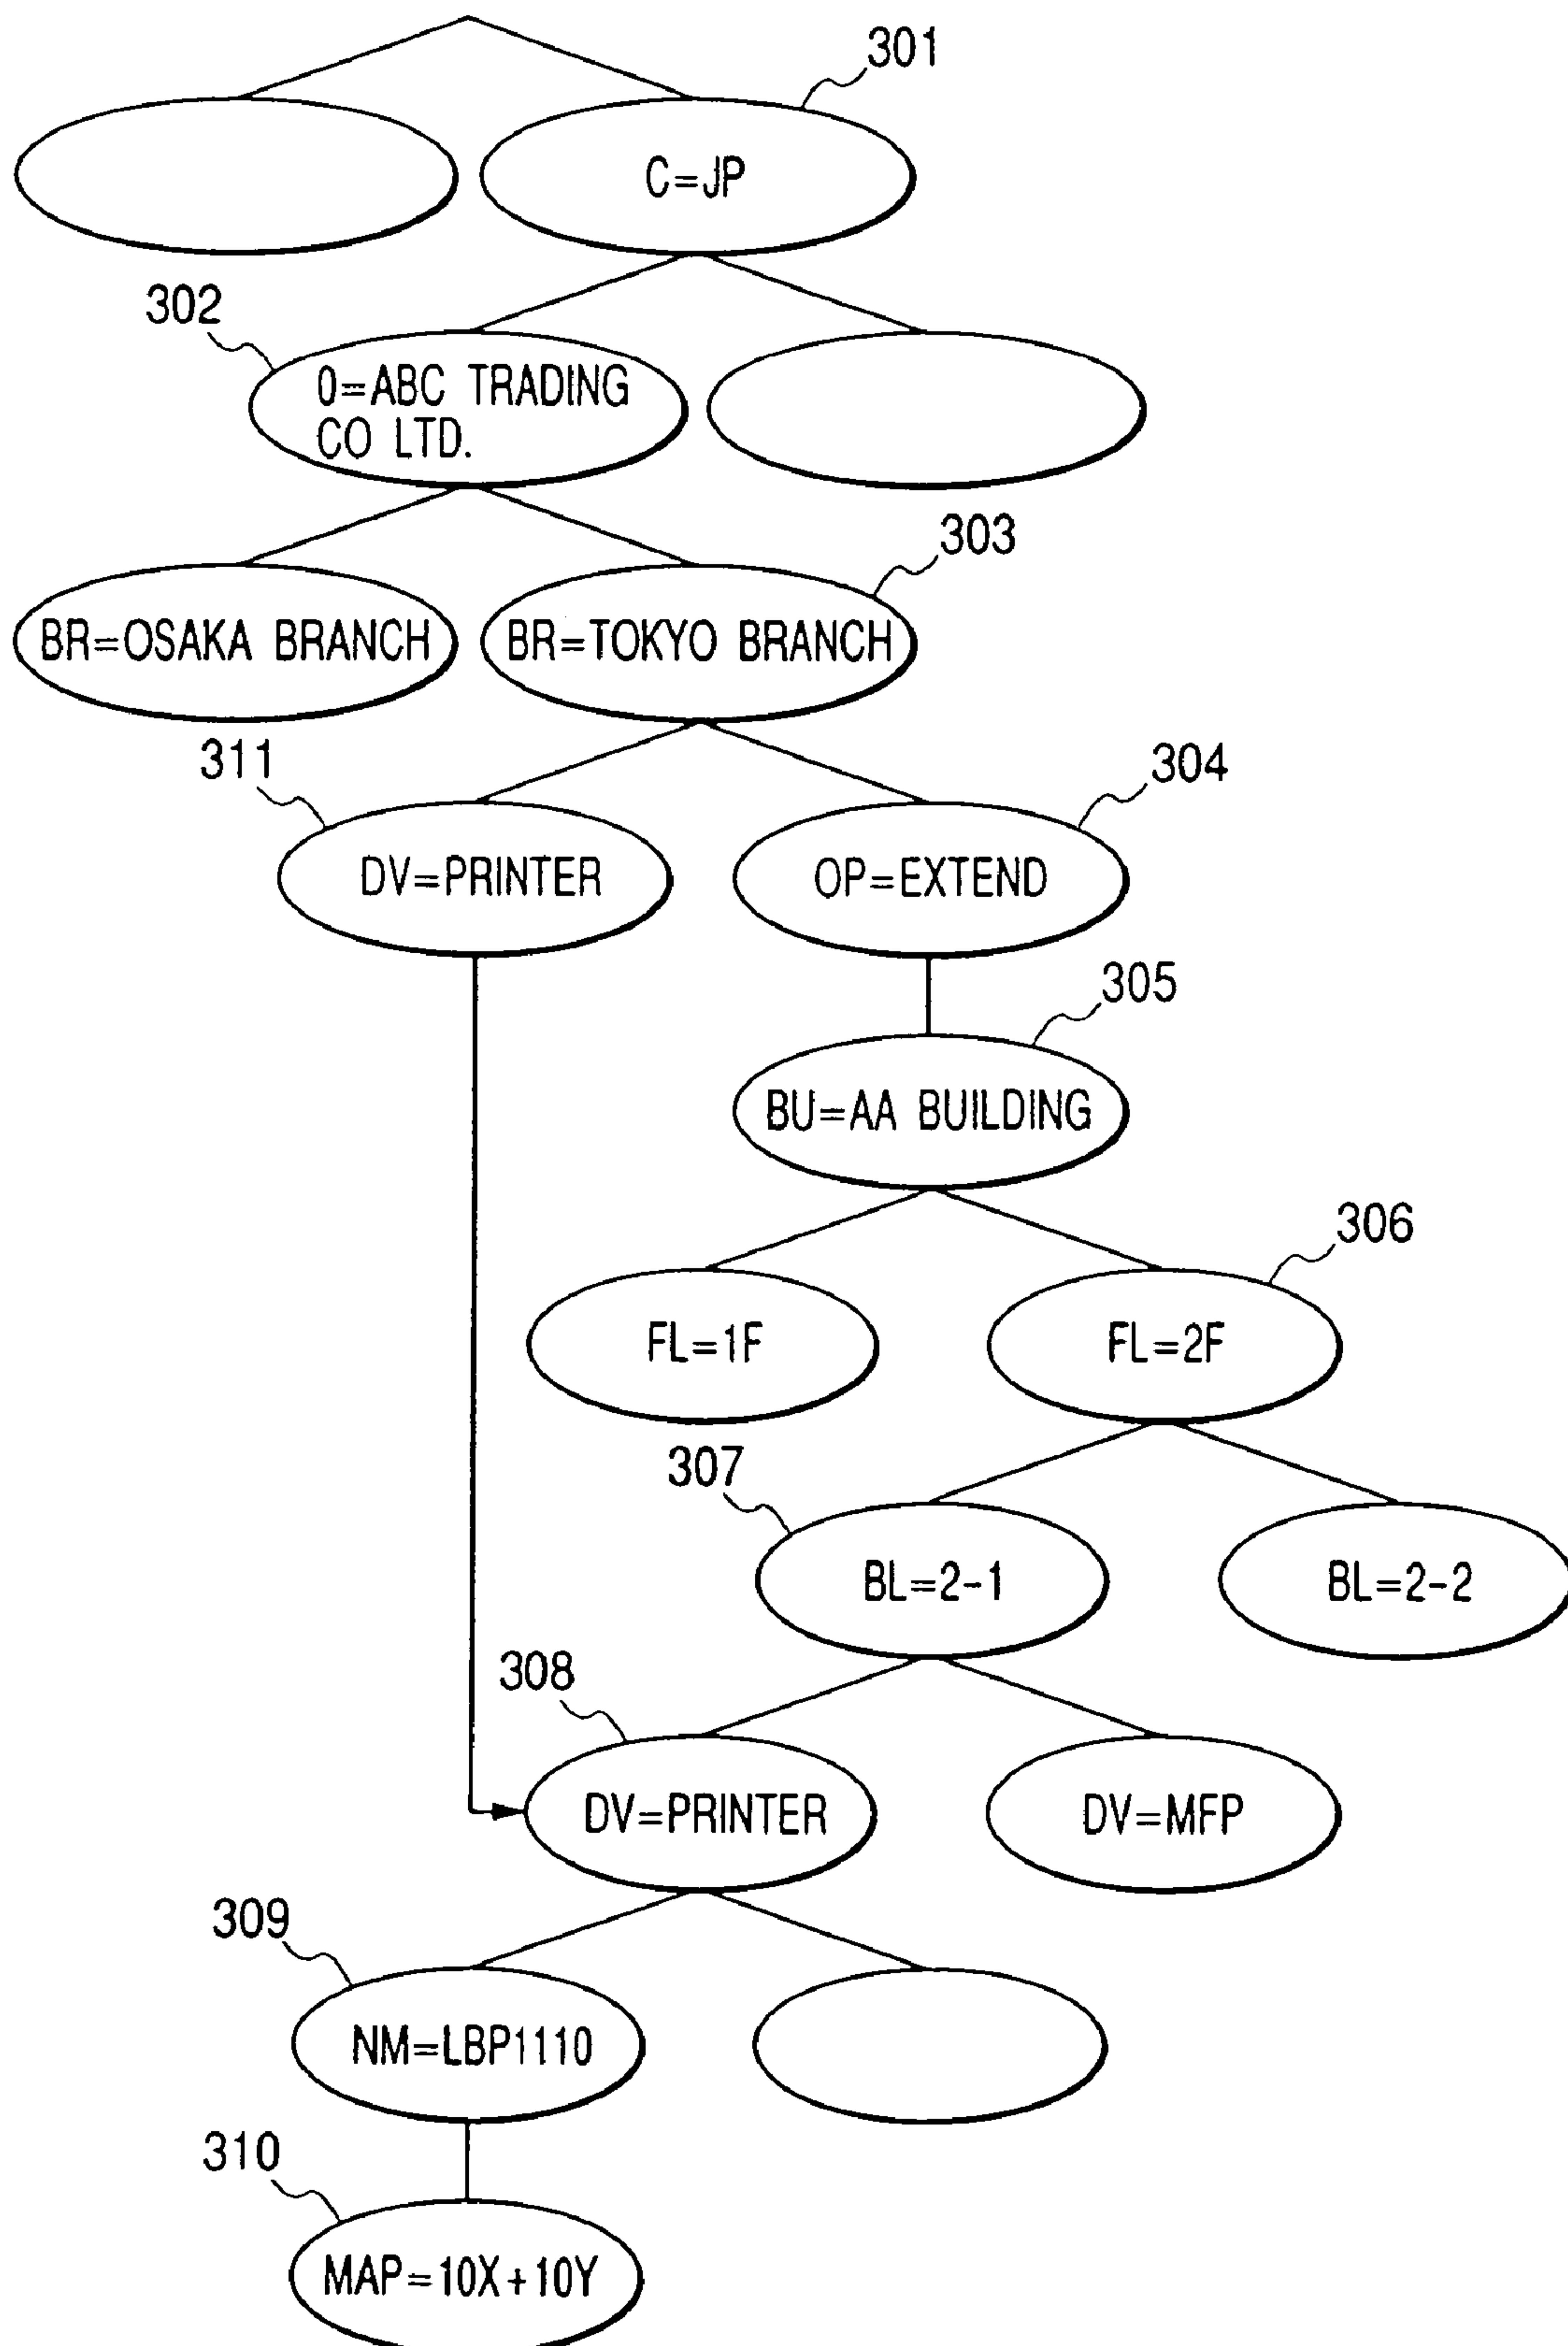 301
C=JP
302
0=ABC TRADING
CO LTD.
303
BR=OSAKA BRANCH
BR=TOKYO BRANCH
311
304
DV=PRINTER
OP=EXTEND
305
BU=AA BUILDING
306
FL=1F
FL=2F
307
BL=2-1
BL=2-2
308
DV=PRINTER
DV=MFP
309
NM=LBP1110
310
MAP=10X+10Y